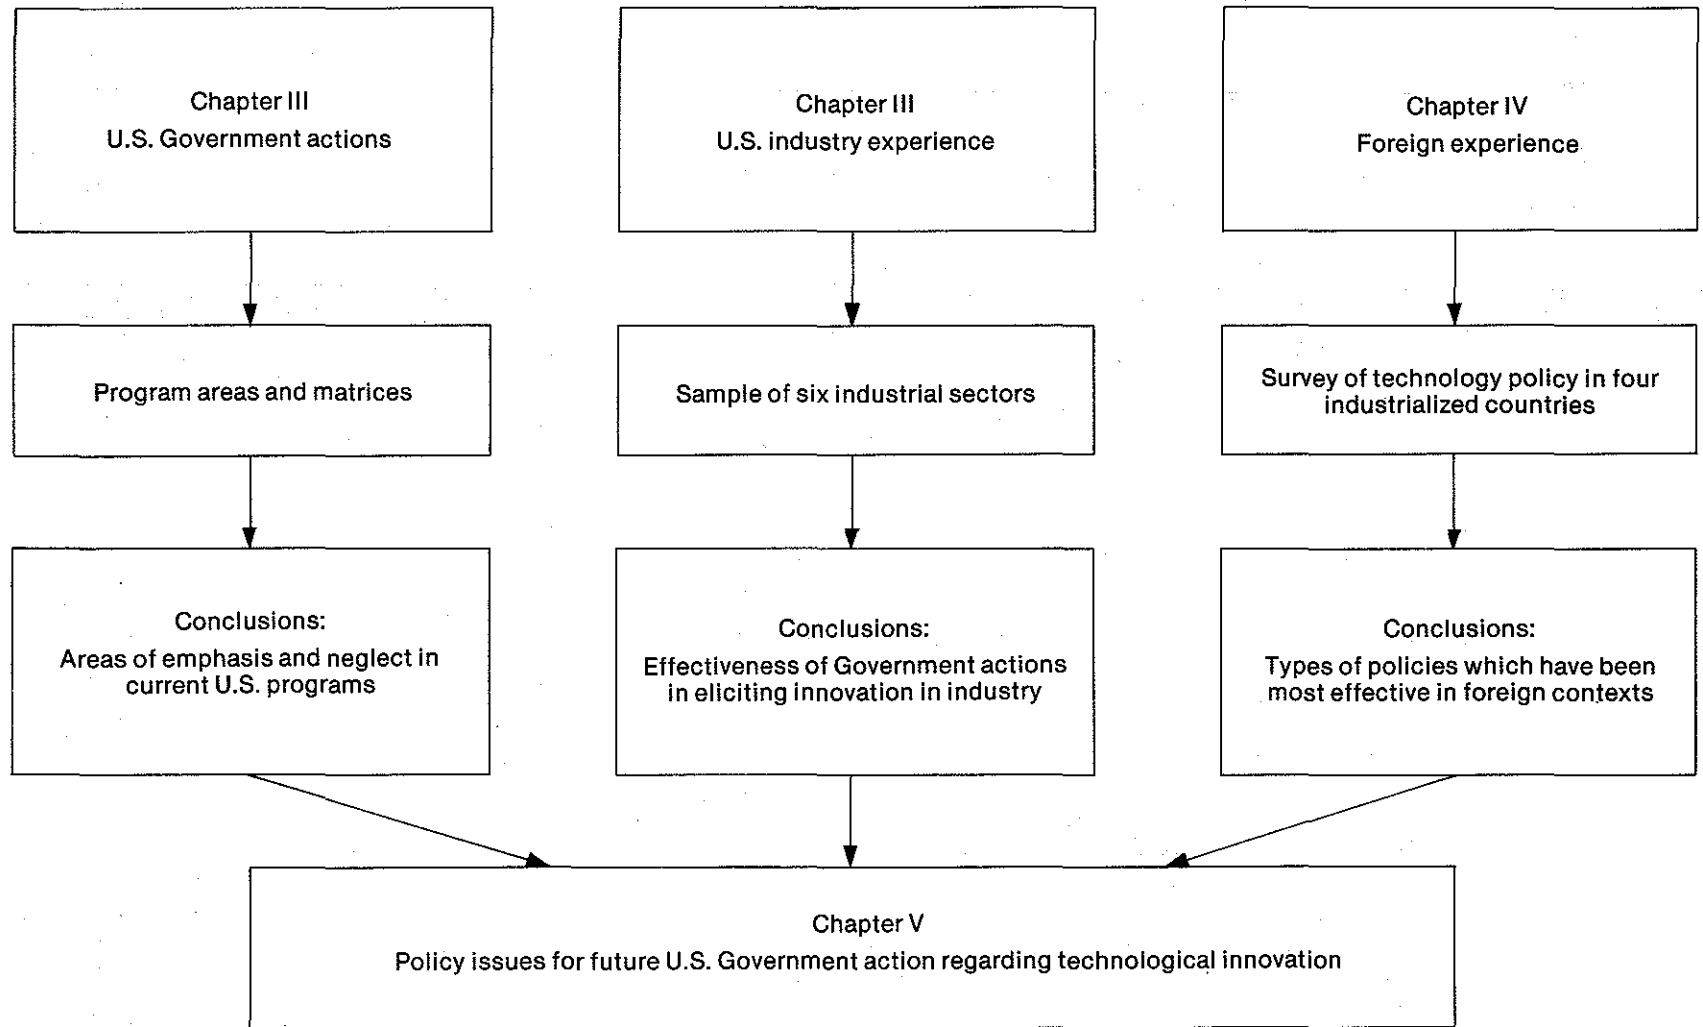 Chapter III
U.S. Government actions
Chapter III
U.S. industry experience
Chapter IV
Foreign experience
Program areas and matrices
Sample of six industrial sectors
Survey of technology policy in four
industrialized countries
Conclusions:
Areas of emphasis and neglect in
current U.S. programs
Conclusions:
Effectiveness of Government actions
in eliciting innovation in industry
Conclusions:
Types of policies which have been
most effective in foreign contexts
Chapter V
Policy issues for future U.S. Government action regarding technological innovation